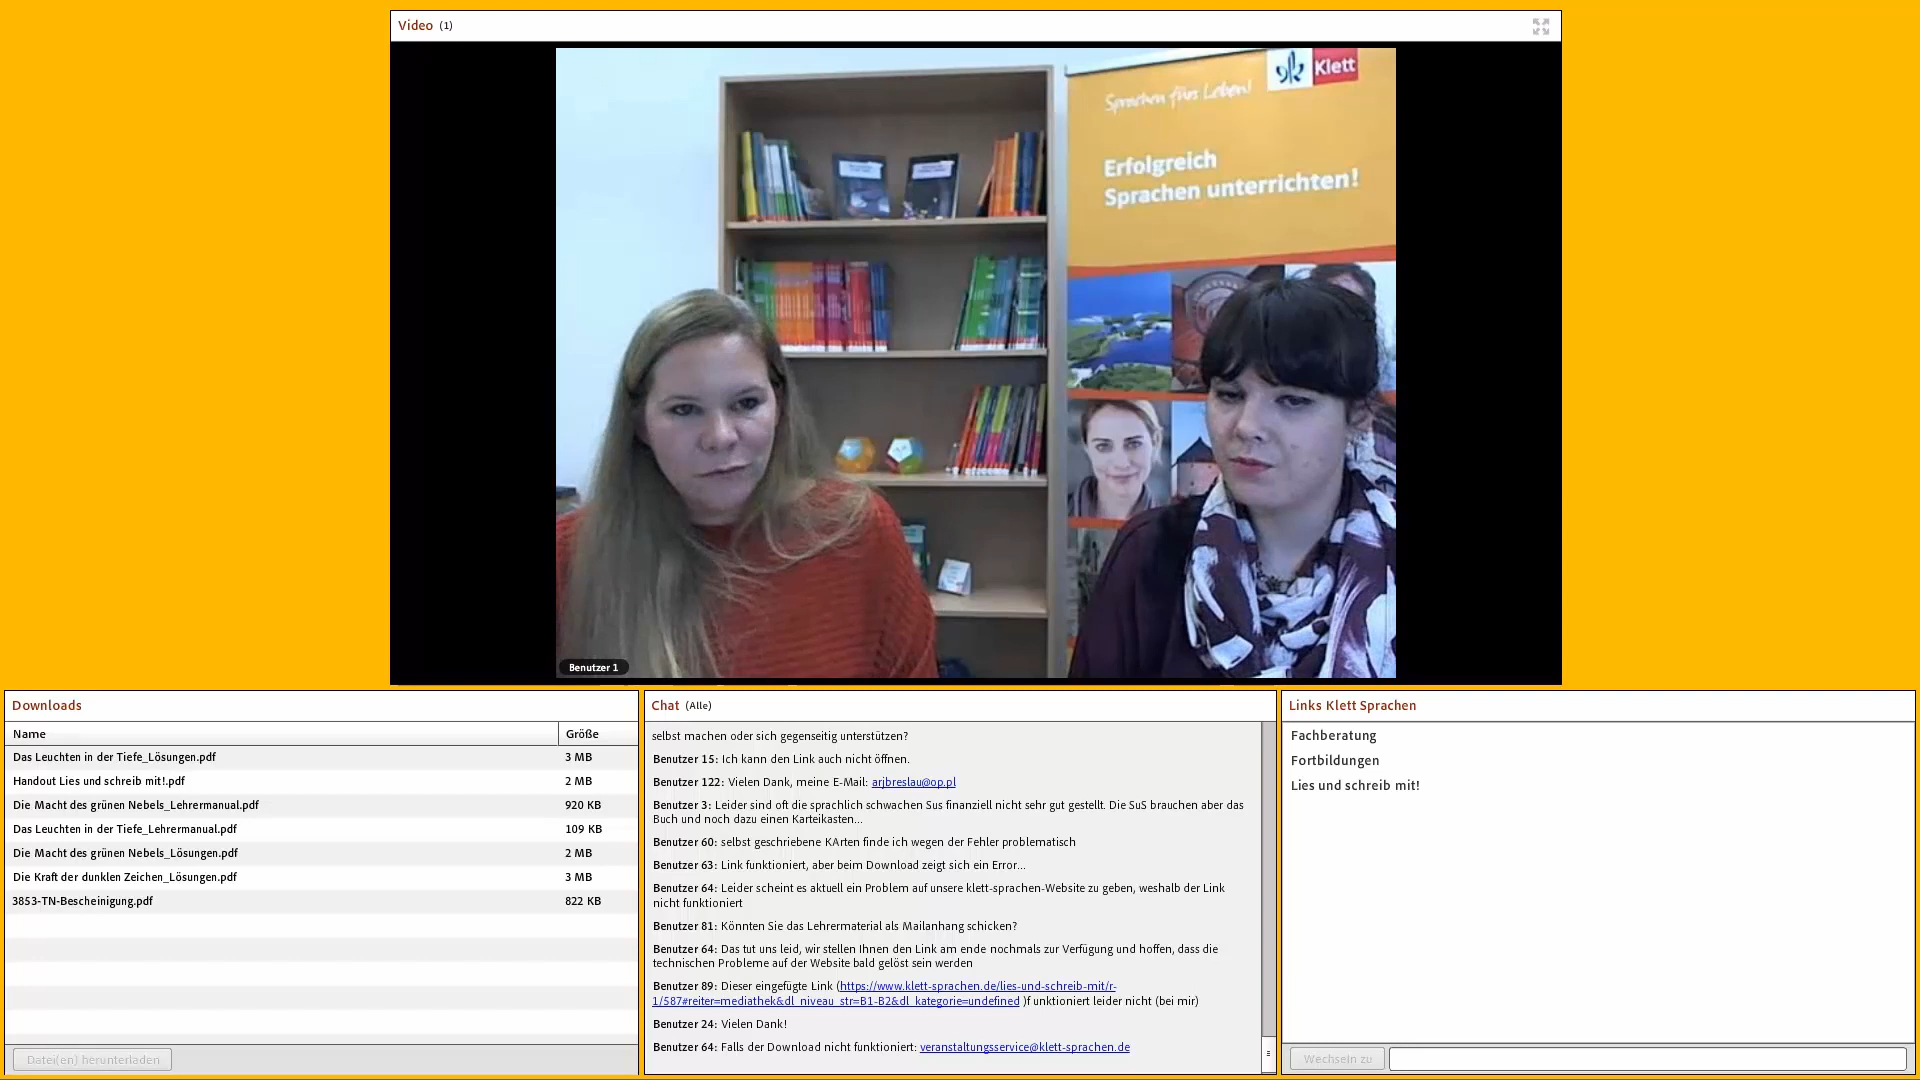 Video (1)
Klett
Sprachen fürs Leben!
Erfolgreich
Sprachen unterrichten!
Benutzer 1
Downloads
Name Größe
Das Leuchten in der Tiefe_Lösungen.pdf 3 MB
Handout Lies und schreib mit!.pdf 2 MB
Die Macht des grünen Nebels_Lehrermanual.pdf 920 KB
Das Leuchten in der Tiefe_Lehrermanual.pdf 109 KB
Die Macht des grünen Nebels_Lösungen.pdf 2 MB
Die Kraft der dunklen Zeichen_Lösungen.pdf 3 MB
3853-TN-Bescheinigung.pdf 822 KB
Datei(en) herunterladen
Chat (Alle)
selbst machen oder sich gegenseitig unterstützen?
Benutzer 15: Ich kann den Link auch nicht öffnen.
Benutzer 122: Vielen Dank, meine E-Mail: arjbreslau@op.pl
Benutzer 3: Leider sind oft die sprachlich schwachen Sus finanziell nicht sehr gut gestellt. Die SuS brauchen aber das
Buch und noch dazu einen Karteikasten...
Benutzer 60: selbst geschriebene KArten finde ich wegen der Fehler problematisch
Benutzer 63: Link funktioniert, aber beim Download zeigt sich ein Error...
Benutzer 64: Leider scheint es aktuell ein Problem auf unsere klett-sprachen-Website zu geben, weshalb der Link
nicht funktioniert
Benutzer 81: Könnten Sie das Lehrermaterial als Mailanhang schicken?
Benutzer 64: Das tut uns leid, wir stellen Ihnen den Link am ende nochmals zur Verfügung und hoffen, dass die
technischen Probleme auf der Website bald gelöst sein werden
Benutzer 89: Dieser eingefügte Link (https://www.klett-sprachen.de/lies-und-schreib-mit/r-
1/587#reiter=mediathek&dl_niveau_str=B1-B2&dl_kategorie=undefined )f unktioniert leider nicht (bei mir)
Benutzer 24: Vielen Dank!
Benutzer 64: Falls der Download nicht funktioniert: veranstaltungsservice@klett-sprachen.de
Links Klett Sprachen
Fachberatung
Fortbildungen
Lies und schreib mit!
Wechseln zu